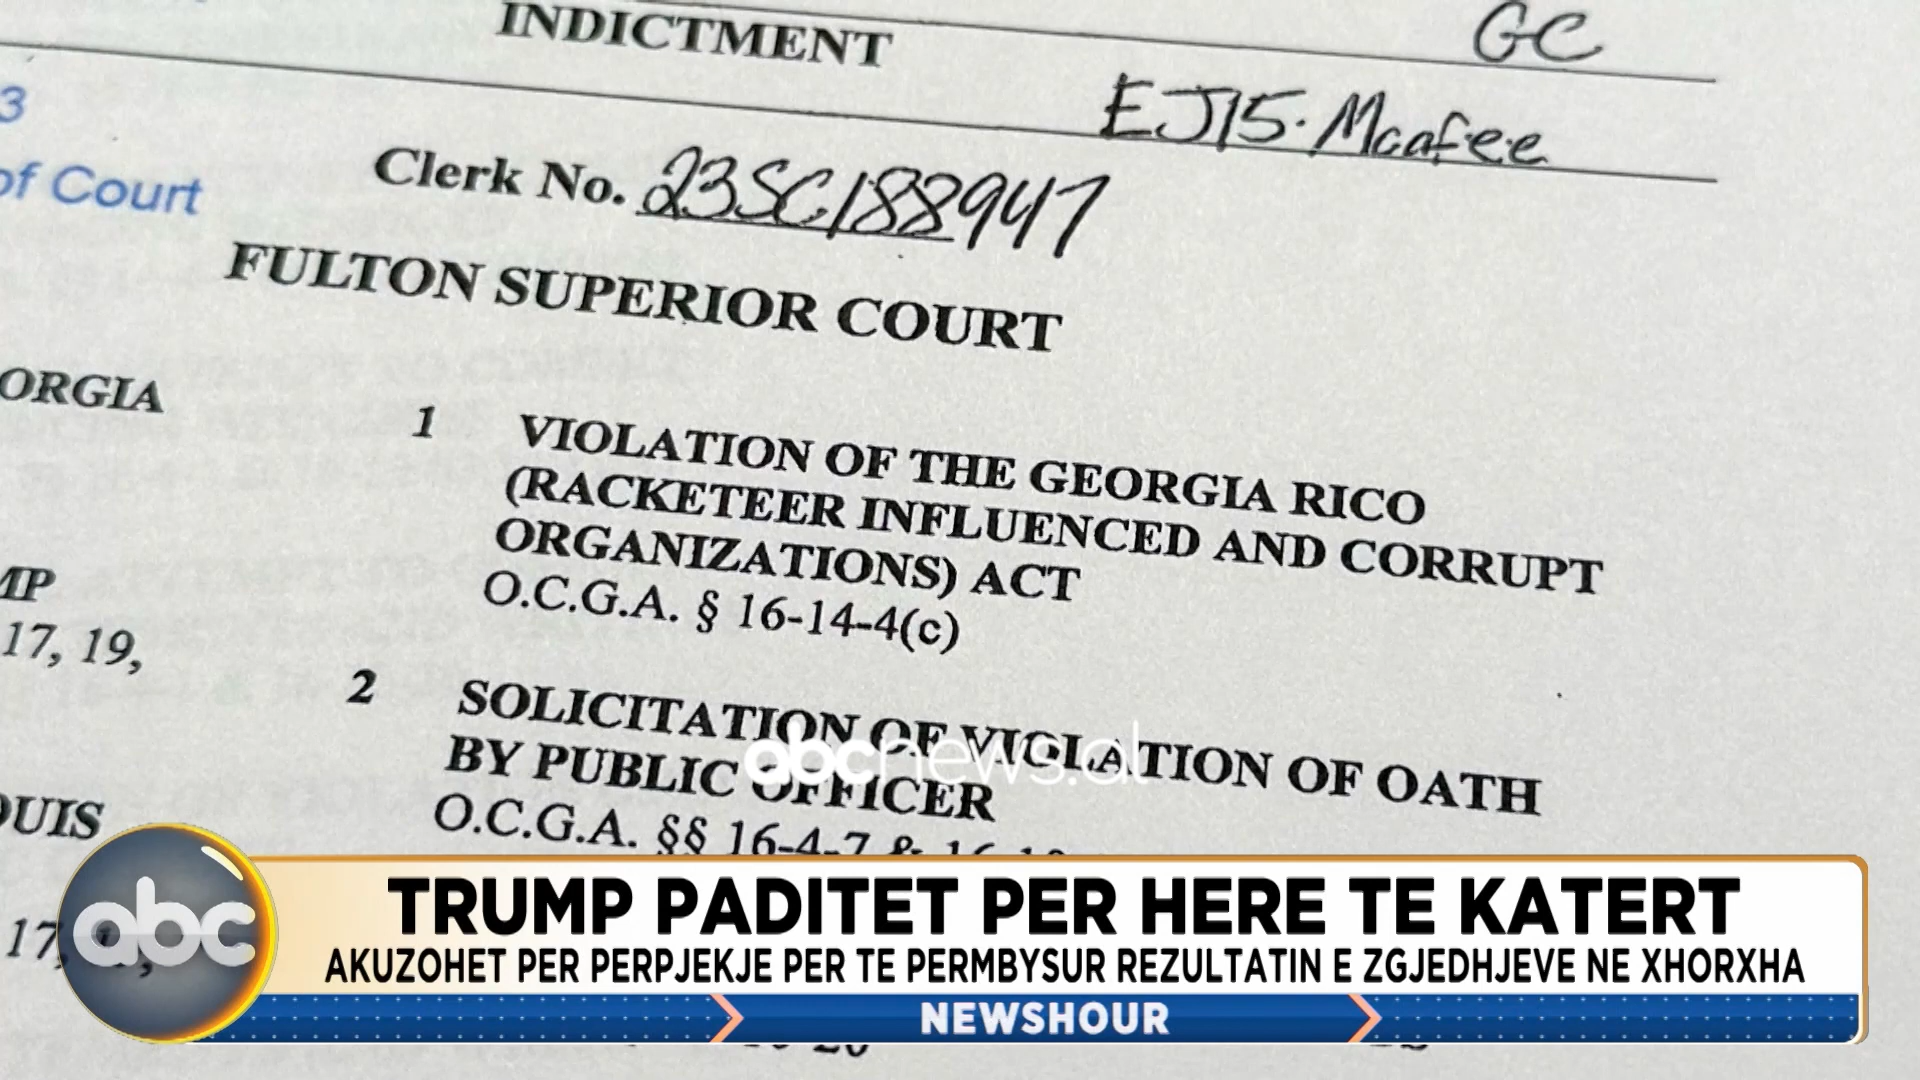 INDICTMENT
GC
EJ15. Mcafee
3
of Court
Clerk No. 23SC188947
FULTON SUPERIOR COURT
ORGIA
1 VIOLATION OF THE GEORGIA RICO
(RACKETEER INFLUENCED AND CORRUPT
ORGANIZATIONS) ACT
O.C.G.A. § 16-14-4(c)
MP
17, 19,
2 SOLICITATION OF VIOLATION OF OATH
BY PUBLIC OFFICER
O.C.G.A. §§ 16-4-7 &
abcnews.al
OUIS
17,
abc
TRUMP PADITET PER HERE TE KATERT
AKUZOHET PER PERPJEKJE PER TE PERMBYSUR REZULTATIN E ZGJEDHJEVE NE XHORXHA
NEWSHOUR